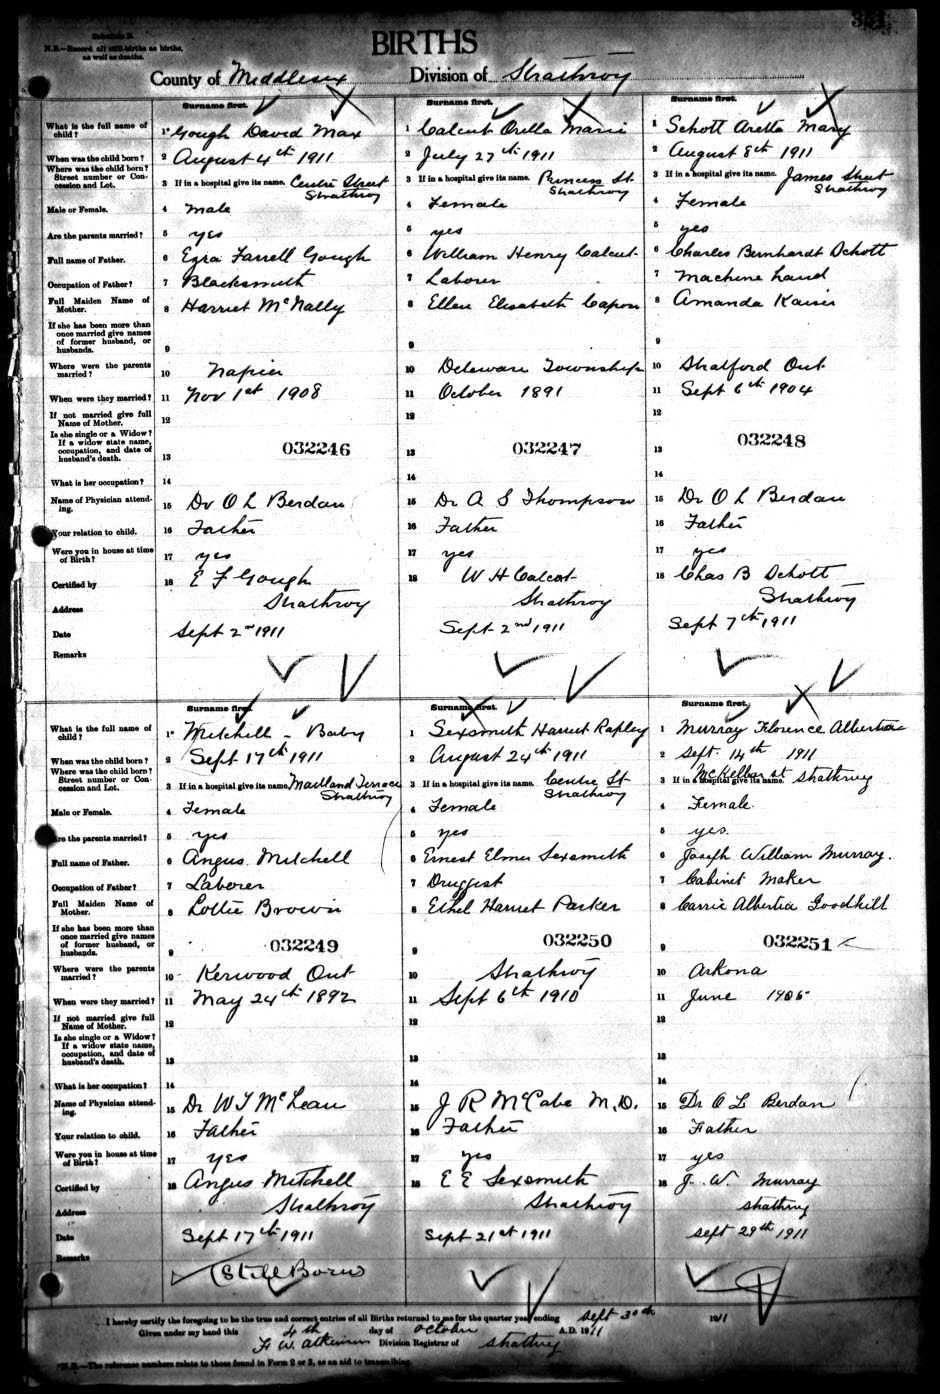 351
Schedule B.
N.B.—Record all still-births as births, as well as deaths.
BIRTHS
County of Middlesex Division of Strathroy
Surname first. Surname first. Surname first.
What is the full name of child? 1* Gough David Max 1 Calcut Orella Marie 1 Schott Aretta Mary
When was the child born? 2 August 4th 1911 2 July 27th 1911 2 August 8th 1911
Where was the child born? Street number or Concession and Lot. 3 If in a hospital give its name. Centre Street Strathroy 3 If in a hospital give its name. Princess St Strathroy 3 If in a hospital give its name. James Street Strathroy
Male or Female. 4 Male 4 Female 4 Female
Are the parents married? 5 yes 5 yes 5 yes
Full name of Father. 6 Ezra Farrell Gough 6 William Henry Calcut 6 Charles Bernhardt Schott
Occupation of Father? 7 Blacksmith 7 Laborer 7 Machine hand
Full Maiden Name of Mother. 8 Harriet McNally 8 Ellen Elisabeth Capon 8 Amanda Kaiser
If she has been more than once married give names of former husband, or husbands. 9 9 9
Where were the parents married? 10 Napier 10 Delaware Township 10 Stratford Ont
When were they married? 11 Nov 1st 1908 11 October 1891 11 Sept 6th 1904
If not married give full Name of Mother. 12 12 12
Is she single or a Widow? If a widow state name, occupation, and date of husband's death. 13 032246 13 032247 13 032248
What is her occupation? 14 14 14
Name of Physician attending. 15 Dr O L Berdan 15 Dr A S Thompson 15 Dr O L Berdan
Your relation to child. 16 Father 16 Father 16 Father
Were you in house at time of Birth? 17 yes 17 yes 17 yes
Certified by 18 E F Gough 18 W H Calcut 18 Chas B Schott
Address Strathroy Strathroy Strathroy
Date Sept 2nd 1911 Sept 2nd 1911 Sept 7th 1911
Remarks
Surname first. Surname first. Surname first.
What is the full name of child? 1* Mitchell - Baby 1 Sexsmith Harriet Rapley 1 Murray Florence Albertia
When was the child born? 2 Sept 17th 1911 2 August 24th 1911 2 Sept. 14th 1911
Where was the child born? Street number or Concession and Lot. 3 If in a hospital give its name. Maitland Terrace Strathroy 3 If in a hospital give its name. Centre St Strathroy 3 If in a hospital give its name. McKellar st Strathroy
Male or Female. 4 Female 4 Female 4 Female.
Are the parents married? 5 yes 5 yes 5 yes.
Full name of Father. 6 Angus Mitchell 6 Ernest Elmer Sexsmith 6 Joseph William Murray.
Occupation of Father? 7 Laborer 7 Druggist 7 Cabinet Maker
Full Maiden Name of Mother. 8 Lottie Brown 8 Ethel Harriet Parker 8 Carrie Albertia Goodhill
If she has been more than once married give names of former husband, or husbands. 9 032249 9 032250 9 032251
Where were the parents married? 10 Kerwood Ont 10 Strathroy 10 Arkona
When were they married? 11 May 24th 1892 11 Sept 6th 1910 11 June 1905
If not married give full Name of Mother. 12 12 12
Is she single or a Widow? If a widow state name, occupation, and date of husband's death. 13 13 13
What is her occupation? 14 14 14
Name of Physician attending. 15 Dr W J McLean 15 J R McCabe M.D. 15 Dr O L Berdan
Your relation to child. 16 Father 16 Father 16 Father
Were you in house at time of Birth? 17 yes 17 yes 17 yes
Certified by 18 Angus Mitchell 18 E E Sexsmith 18 J. W. Murray
Address Strathroy Strathroy Strathroy
Date Sept 17th 1911 Sept 21st 1911 Sept 29th 1911
Remarks (Still Born)
I hereby certify the foregoing to be the true and correct entries of all Births returned to me for the quarter year ending Sept 30th 1911
Given under my hand this 4th day of October A.D. 1911
F. W. Atkinson Division Registrar of Strathroy
*N.B.—The reference numbers relate to those found in Form 2 or 3, as an aid to transcribing.